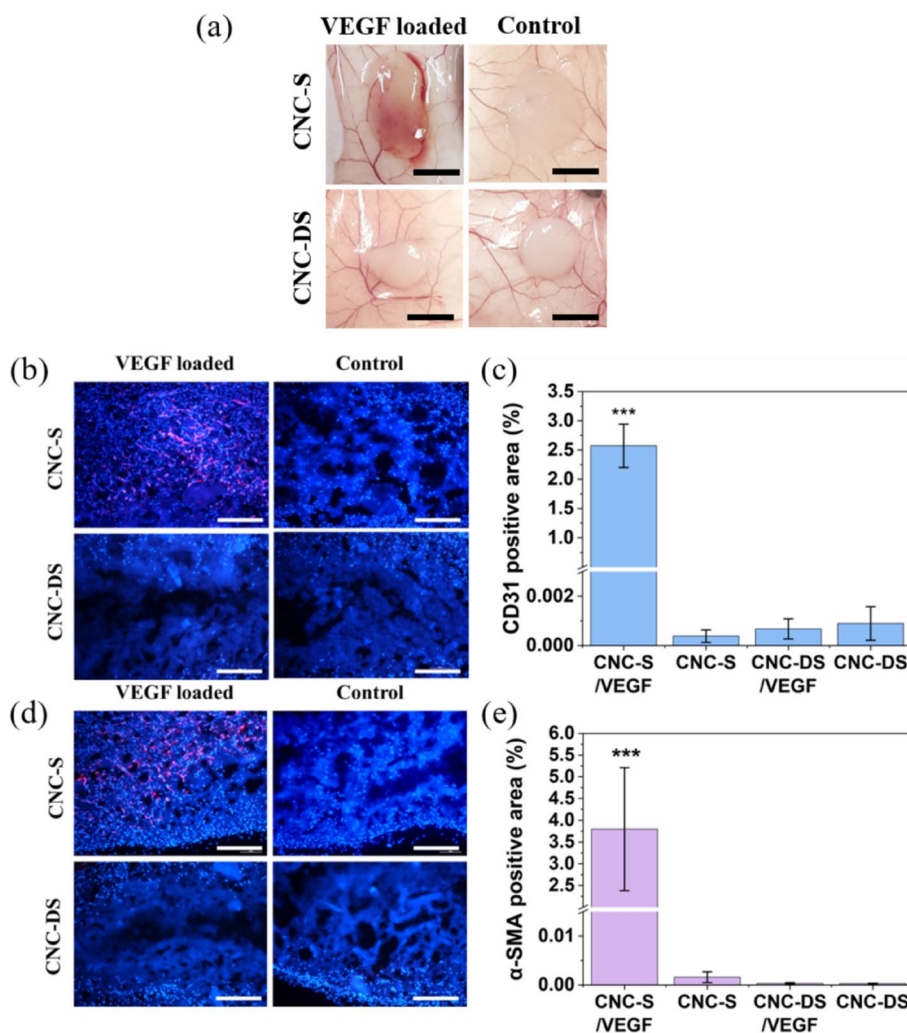 (a)
VEGF loaded Control
CNC-S
CNC-DS
(b)
VEGF loaded Control
CNC-S
CNC-DS
(c)
CD31 positive area (%)
3.5
3.0
2.5
2.0
1.5
1.0
0.002
0.000
***
CNC-S CNC-S CNC-DS CNC-DS
/VEGF /VEGF
(d)
VEGF loaded Control
CNC-S
CNC-DS
(e)
α-SMA positive area (%)
6.0
5.5
5.0
4.5
4.0
3.5
3.0
2.5
0.01
0.00
***
CNC-S CNC-S CNC-DS CNC-DS
/VEGF /VEGF